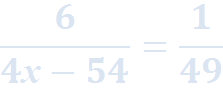 6/(4x − 54) = 1/49